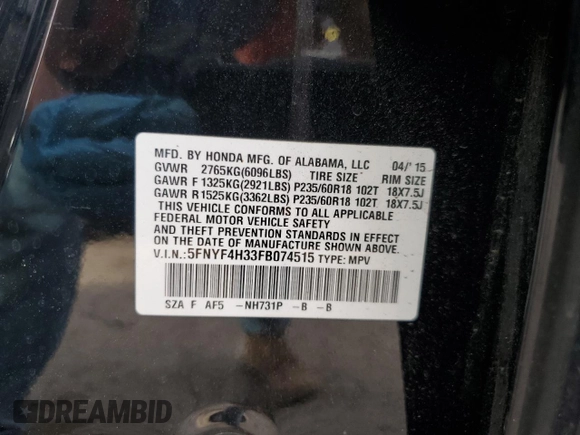 MFD. BY HONDA MFG. OF ALABAMA, LLC 04/'15
GVWR 2765KG(6096LBS) TIRE SIZE RIM SIZE
GAWR F 1325KG(2921LBS) P235/60R18 102T 18X7.5J
GAWR R 1525KG(3362LBS) P235/60R18 102T 18X7.5J
THIS VEHICLE CONFORMS TO ALL APPLICABLE
FEDERAL MOTOR VEHICLE SAFETY
AND THEFT PREVENTION STANDARDS IN EFFECT
ON THE DATE OF MANUFACTURE SHOWN ABOVE.
V.I.N.:5FNYF4H33FB074515 TYPE: MPV
SZA F AF5 -NH731P -B -B
DREAMBID